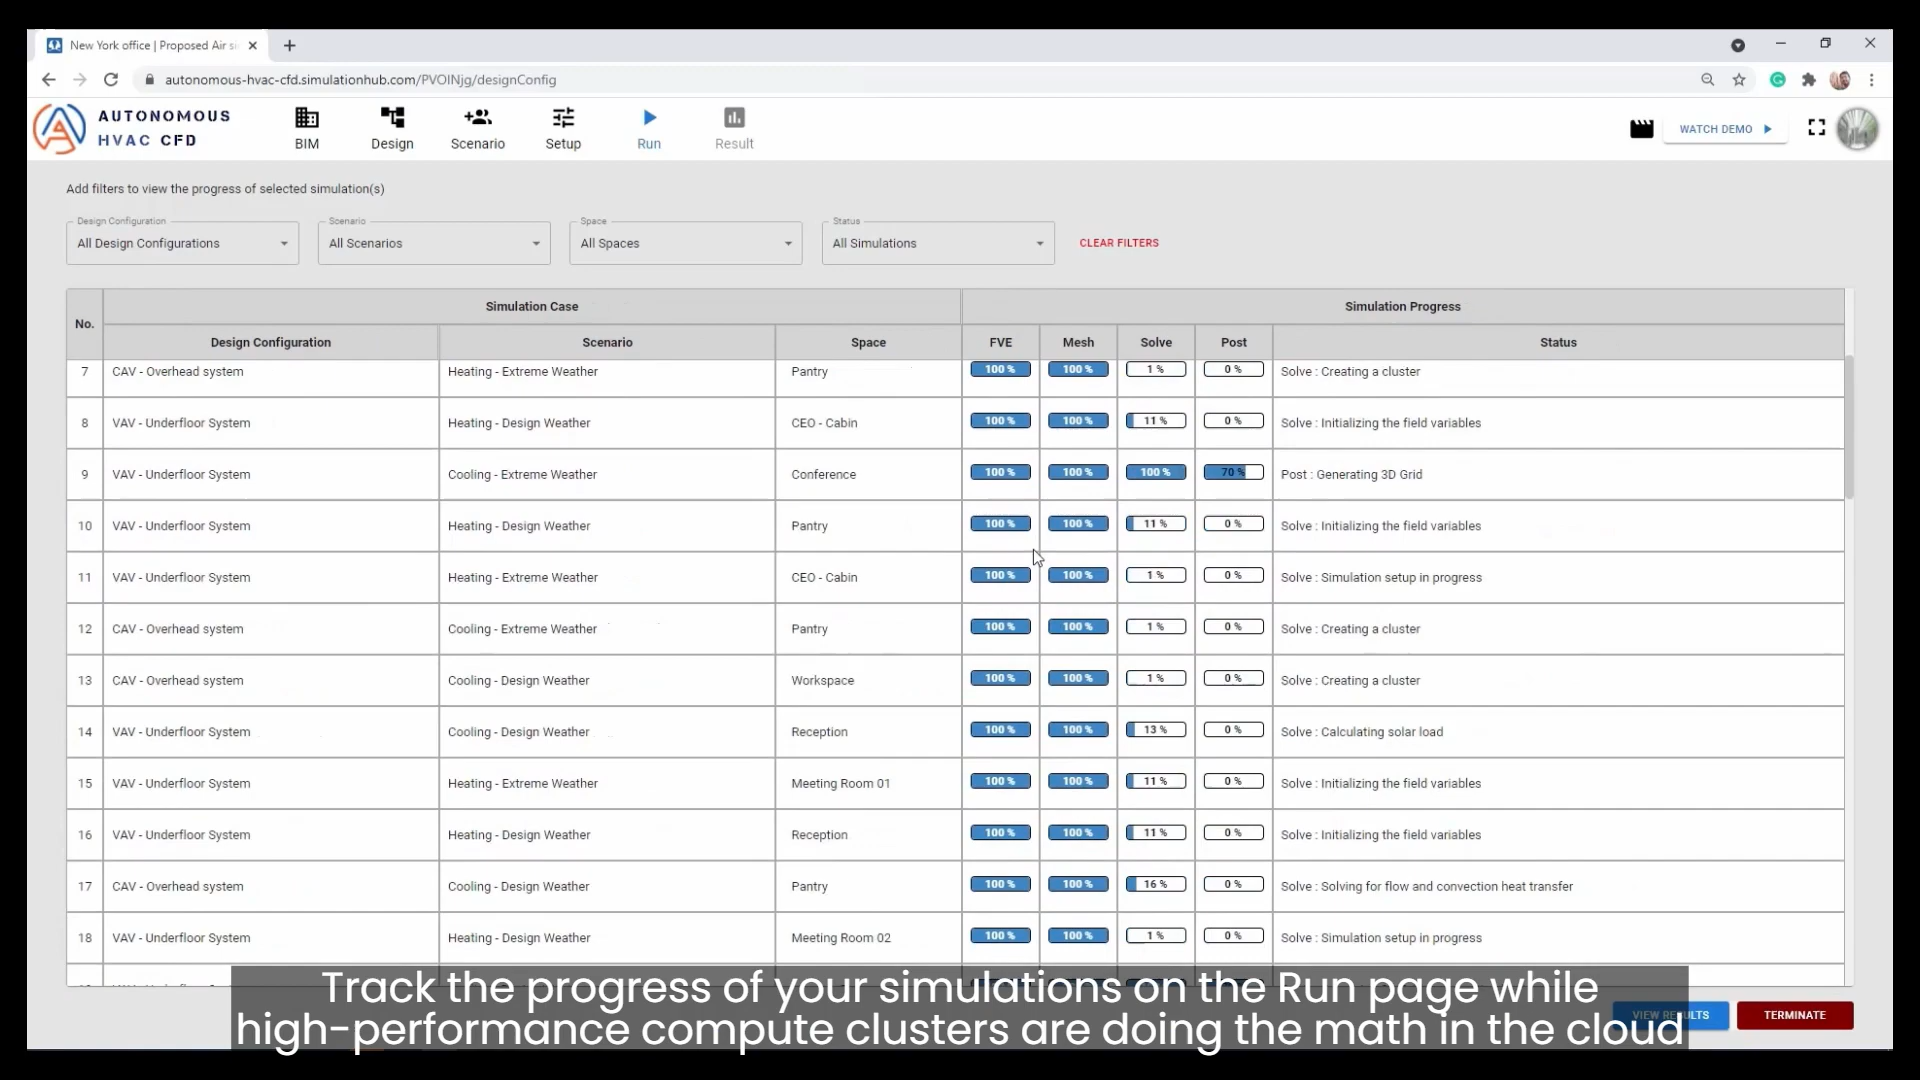 New York office | Proposed Air si
autonomous-hvac-cfd.simulationhub.com/PVOINjg/designConfig
AUTONOMOUS
HVAC CFD
BIM
Design
Scenario
Setup
Run
Result
WATCH DEMO
Add filters to view the progress of selected simulation(s)
Design Configuration Scenario Space Status
All Design Configurations All Scenarios All Spaces All Simulations CLEAR FILTERS
No. Simulation Case Simulation Progress
Design Configuration Scenario Space FVE Mesh Solve Post Status
7 CAV - Overhead system Heating - Extreme Weather Pantry 100 % 100 % 1 % 0 % Solve : Creating a cluster
8 VAV - Underfloor System Heating - Design Weather CEO - Cabin 100 % 100 % 11 % 0 % Solve : Initializing the field variables
9 VAV - Underfloor System Cooling - Extreme Weather Conference 100 % 100 % 100 % 70 % Post : Generating 3D Grid
10 VAV - Underfloor System Heating - Design Weather Pantry 100 % 100 % 11 % 0 % Solve : Initializing the field variables
11 VAV - Underfloor System Heating - Extreme Weather CEO - Cabin 100 % 100 % 1 % 0 % Solve : Simulation setup in progress
12 CAV - Overhead system Cooling - Extreme Weather Pantry 100 % 100 % 1 % 0 % Solve : Creating a cluster
13 CAV - Overhead system Cooling - Design Weather Workspace 100 % 100 % 1 % 0 % Solve : Creating a cluster
14 VAV - Underfloor System Cooling - Design Weather Reception 100 % 100 % 13 % 0 % Solve : Calculating solar load
15 VAV - Underfloor System Heating - Extreme Weather Meeting Room 01 100 % 100 % 11 % 0 % Solve : Initializing the field variables
16 VAV - Underfloor System Heating - Design Weather Reception 100 % 100 % 11 % 0 % Solve : Initializing the field variables
17 CAV - Overhead system Cooling - Design Weather Pantry 100 % 100 % 16 % 0 % Solve : Solving for flow and convection heat transfer
18 VAV - Underfloor System Heating - Design Weather Meeting Room 02 100 % 100 % 1 % 0 % Solve : Simulation setup in progress
VIEW RESULTS TERMINATE
Track the progress of your simulations on the Run page while
high-performance compute clusters are doing the math in the cloud